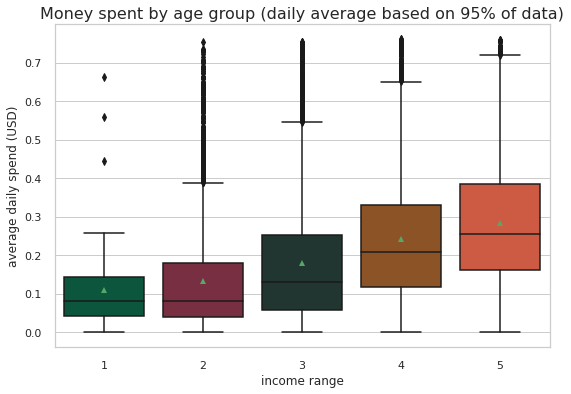 Money spent by age group (daily average based on 95% of data)
0.7
0.6
0.5
0.4
0.3
0.2
0.1
0.0
average daily spend (USD)
1 2 3 4 5
income range